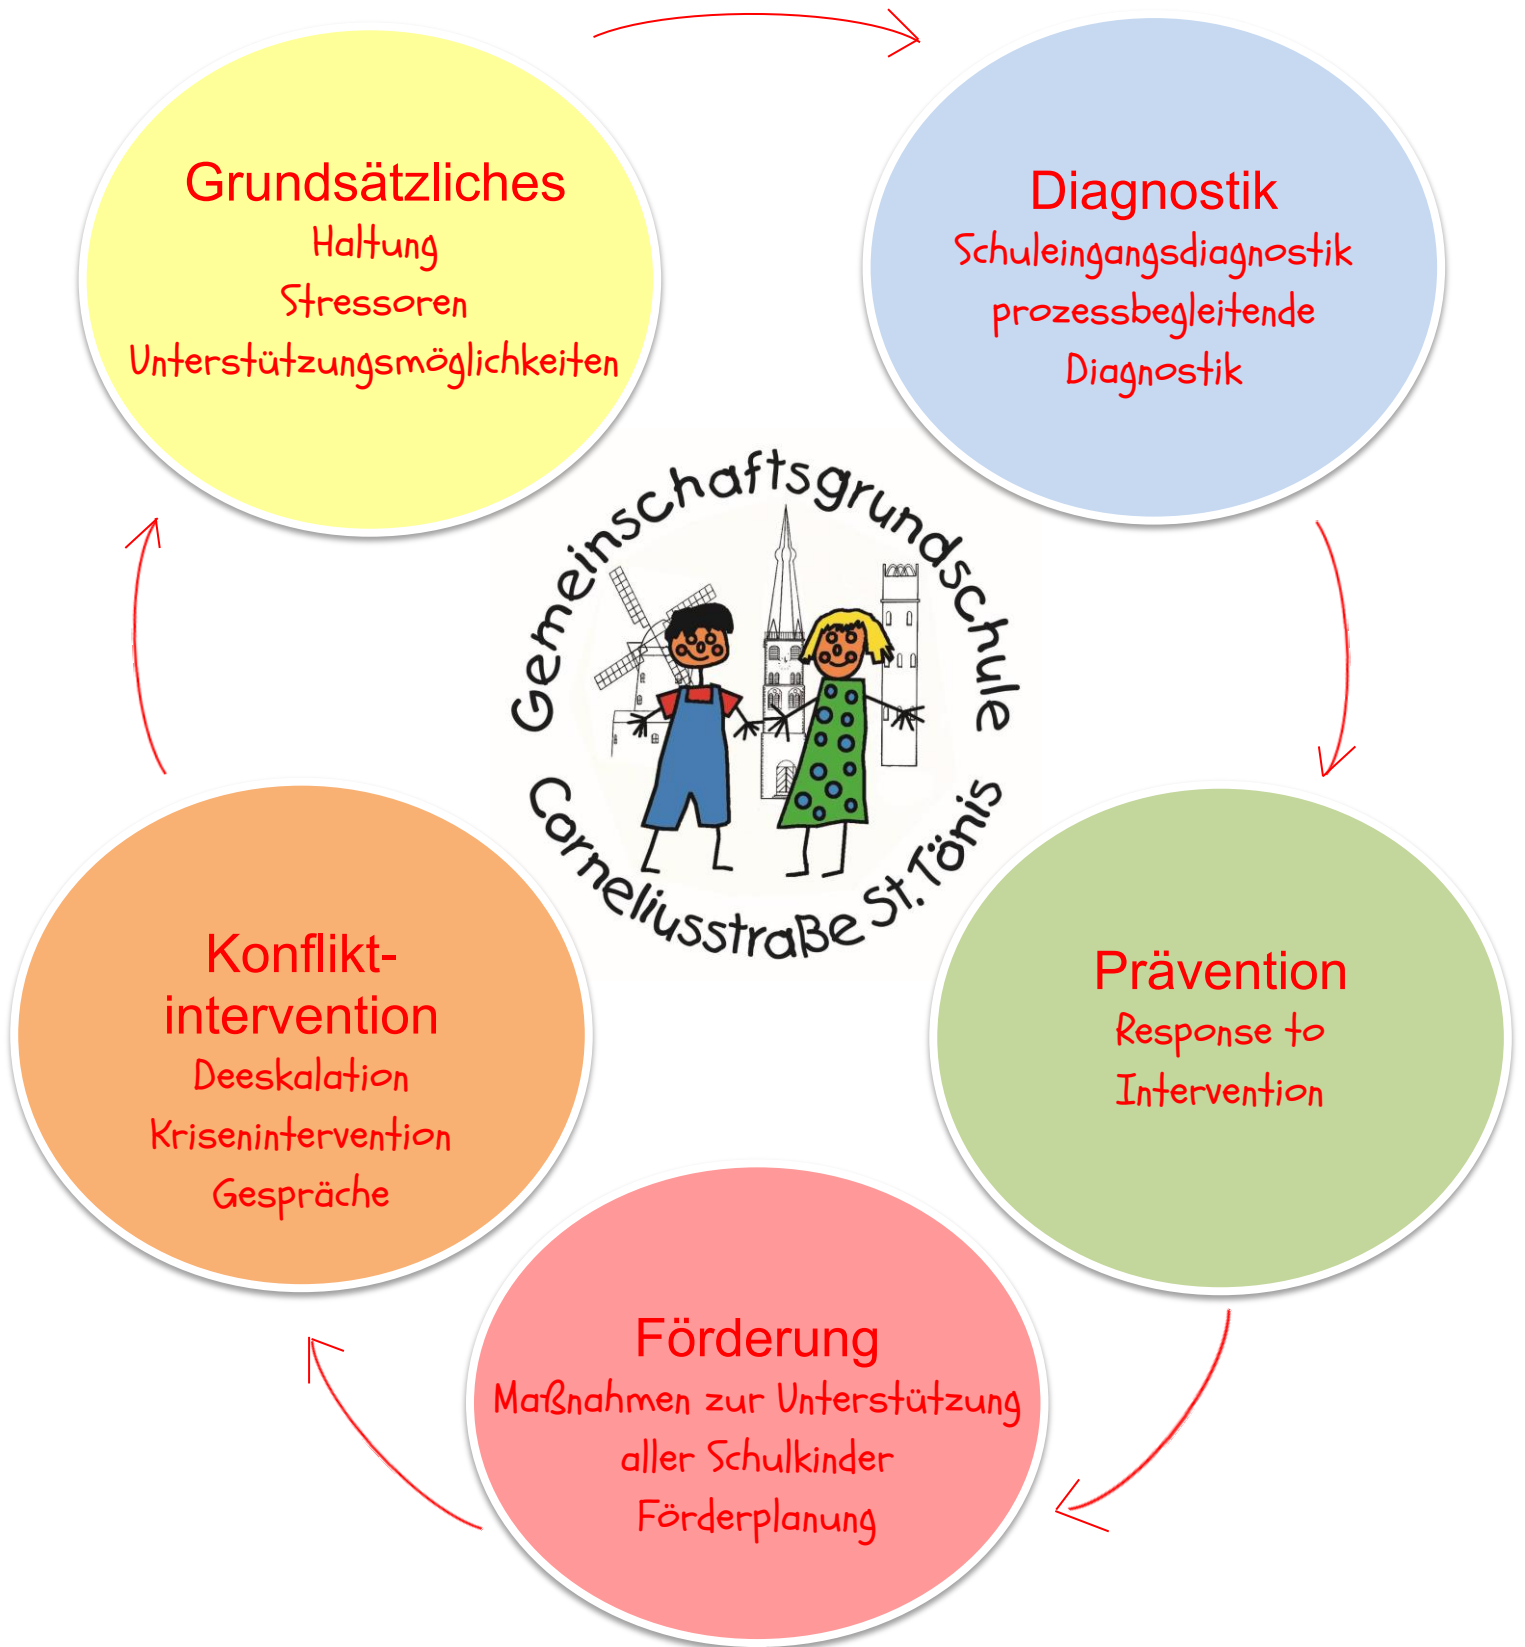 Grundsätzliches
Haltung
Stressoren
Unterstützungsmöglichkeiten
Diagnostik
Schuleingangsdiagnostik
prozessbegleitende
Diagnostik
Gemeinschaftsgrundschule
Corneliusstraße St. Tönis
Konflikt-
intervention
Deeskalation
Krisenintervention
Gespräche
Prävention
Response to
Intervention
Förderung
Maßnahmen zur Unterstützung
aller Schulkinder
Förderplanung